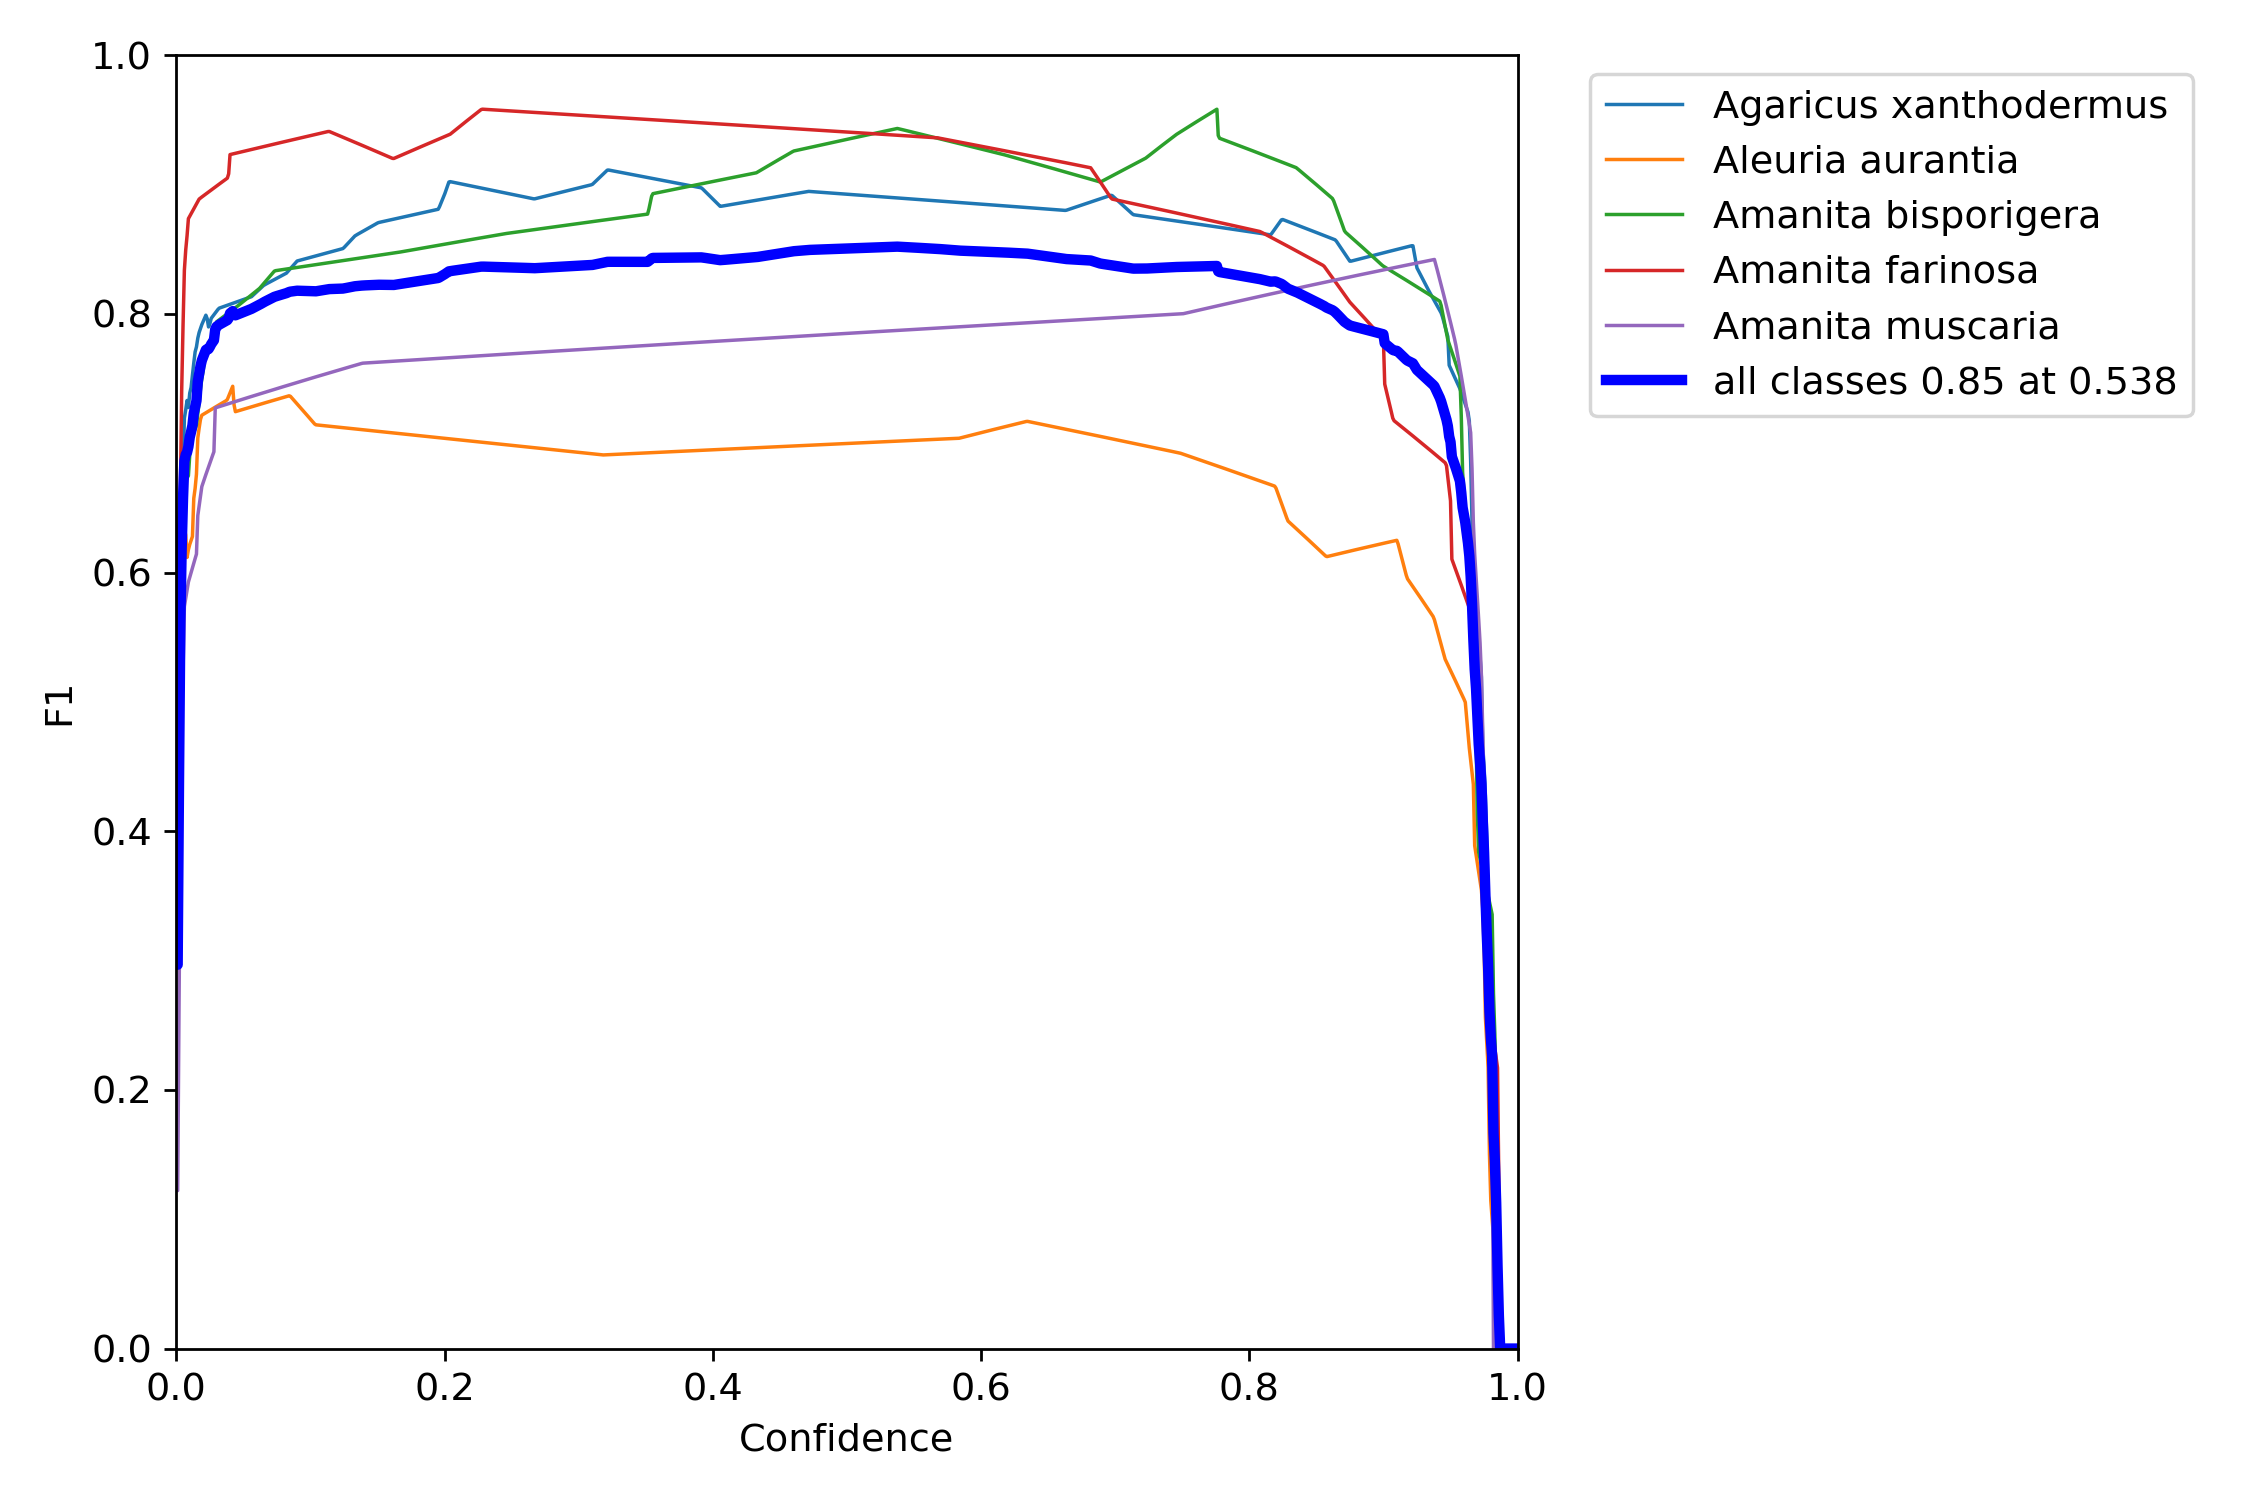 1.0
0.8
0.6
0.4
0.2
0.0
F1
0.0 0.2 0.4 0.6 0.8 1.0
Confidence
Agaricus xanthodermus
Aleuria aurantia
Amanita bisporigera
Amanita farinosa
Amanita muscaria
all classes 0.85 at 0.538